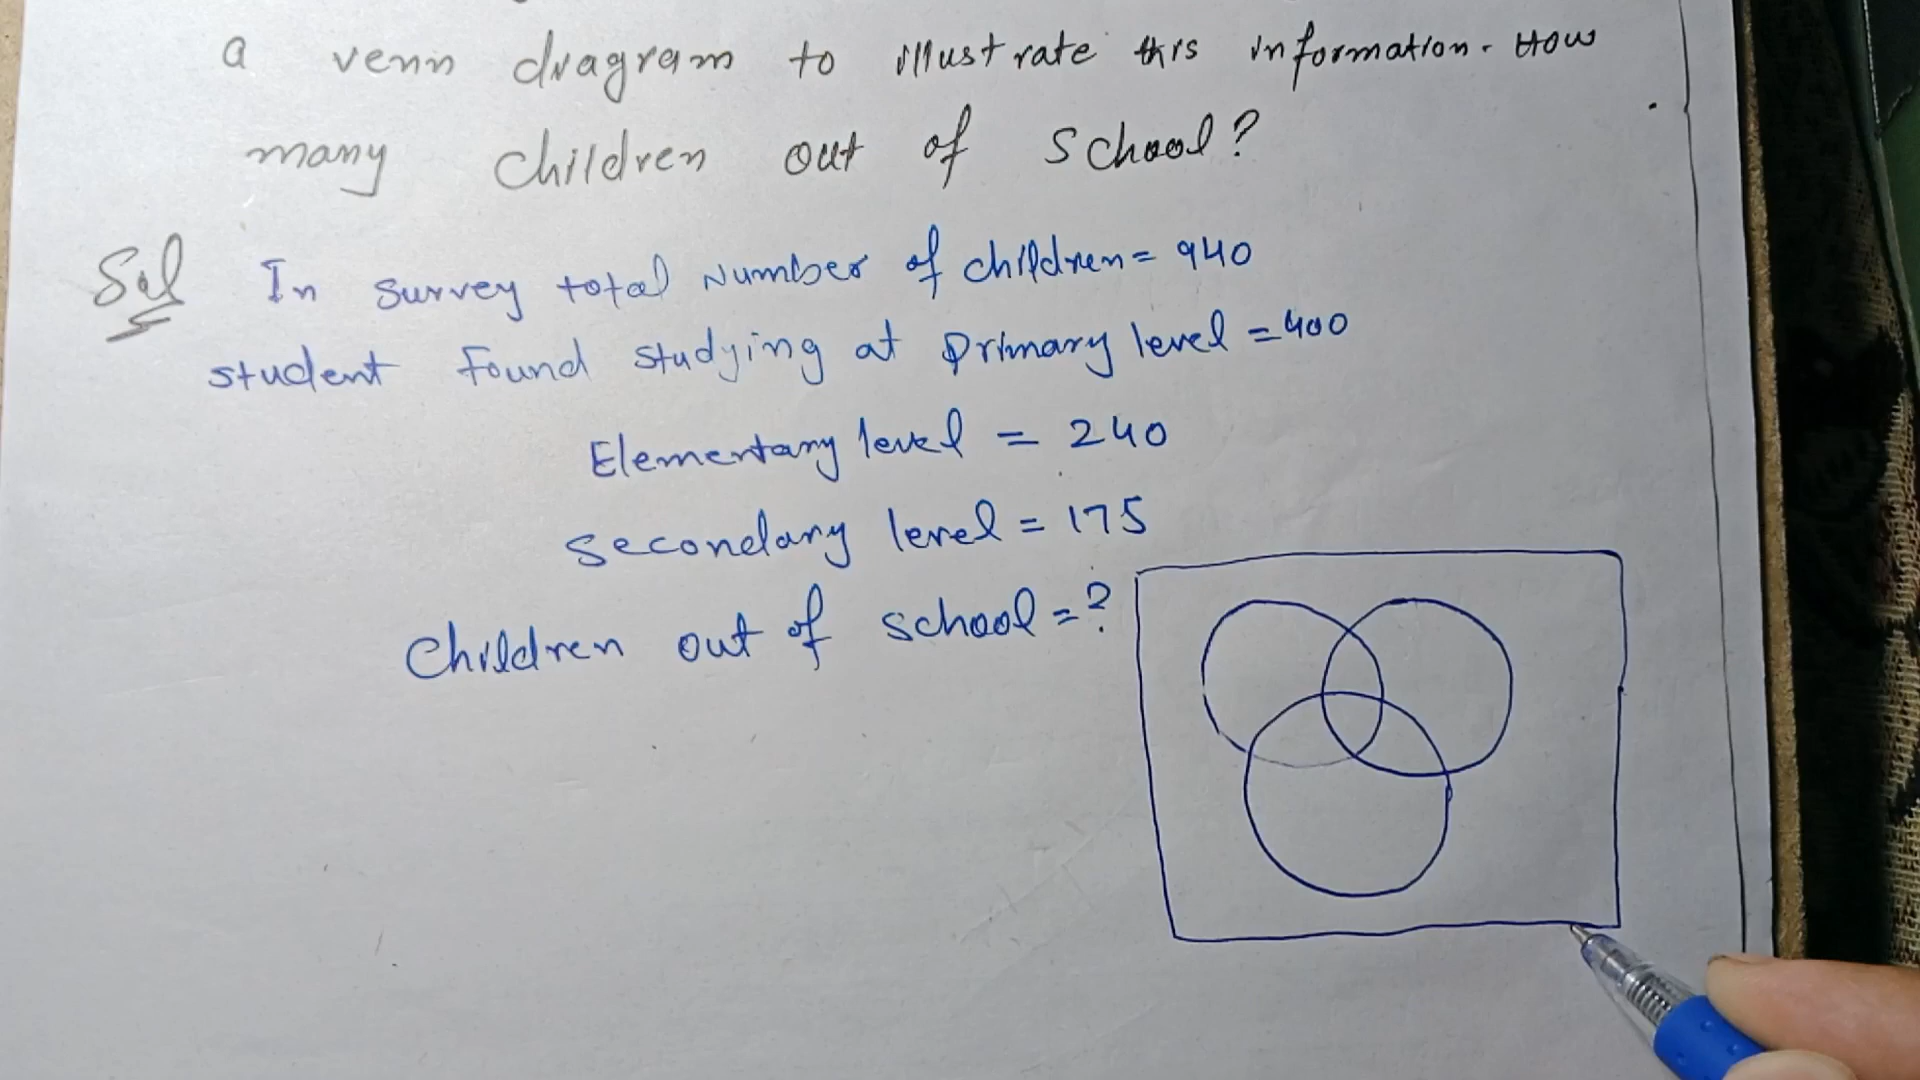 a venn diagram to illustrate this information. How
many children out of school?
Sol In survey total Number of children = 940
student found studying at primary level = 400
Elementary level = 240
secondary level = 175
Children out of school = ?